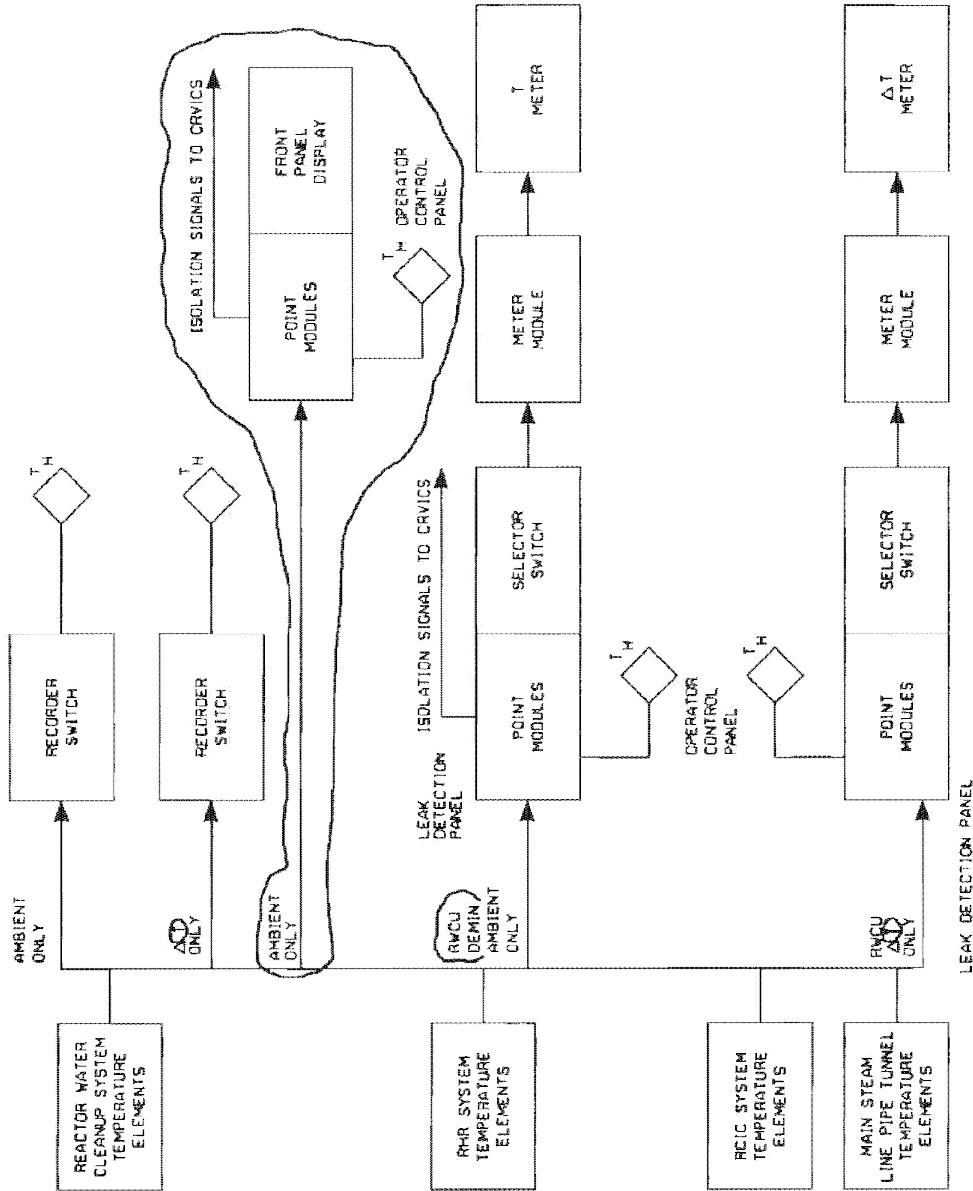 REACTOR WATER
CLEANUP SYSTEM
TEMPERATURE
ELEMENTS
RHR SYSTEM
TEMPERATURE
ELEMENTS
RCIC SYSTEM
TEMPERATURE
ELEMENTS
MAIN STEAM
LINE PIPE TUNNEL
TEMPERATURE
ELEMENTS
AMBIENT
ONLY
RECORDER
SWITCH
T
H
ΔT
ONLY
RECORDER
SWITCH
T
H
AMBIENT
ONLY
ISOLATION SIGNALS TO CRVICS
POINT
MODULES
FRONT
PANEL
DISPLAY
T
H
OPERATOR
CONTROL
PANEL
RWCU
DEMIN
AMBIENT
ONLY
LEAK
DETECTION
PANEL
ISOLATION SIGNALS TO CRVICS
POINT
MODULES
SELECTOR
SWITCH
METER
MODULE
T
METER
T
H
OPERATOR
CONTROL
PANEL
T
H
RWCU
ΔT
ONLY
POINT
MODULES
SELECTOR
SWITCH
METER
MODULE
ΔT
METER
LEAK DETECTION PANEL